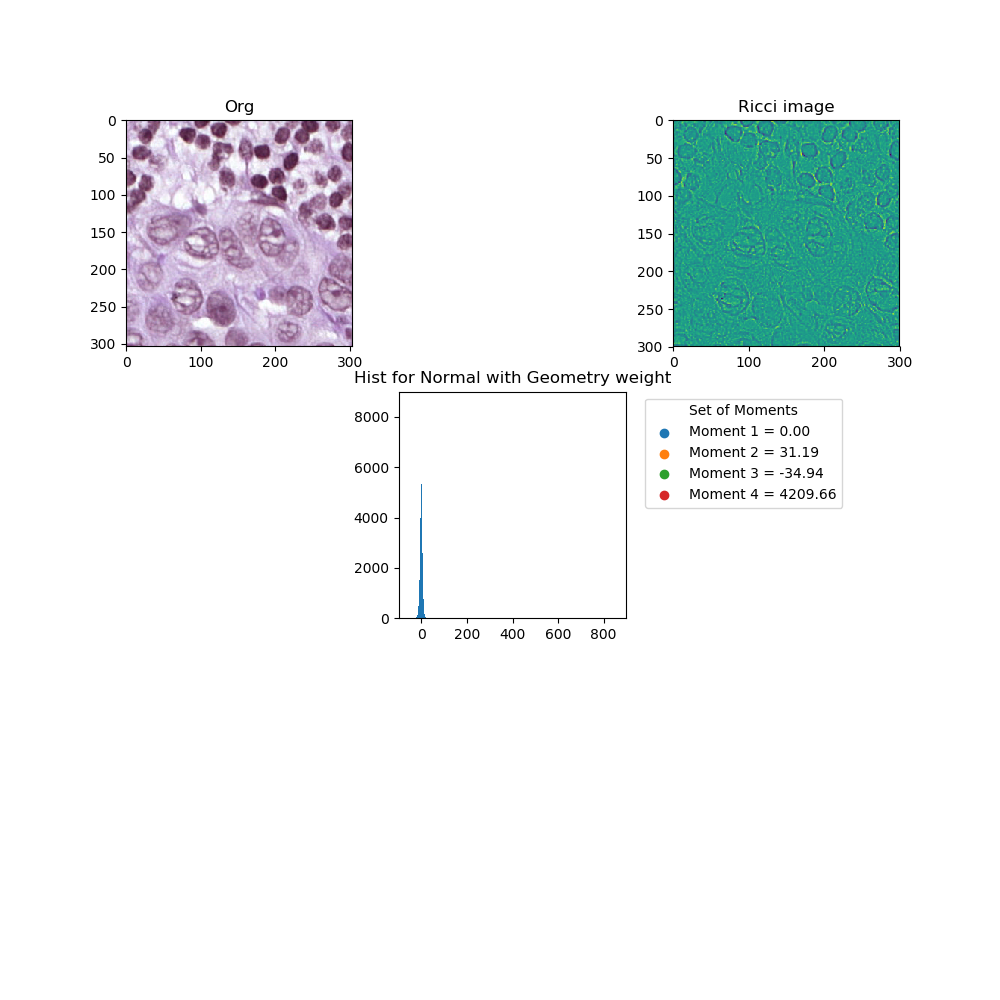 Org
0
50
100
150
200
250
300
0 100 200 300
Ricci image
0
50
100
150
200
250
300
0 100 200 300
Hist for Normal with Geometry weight
8000
6000
4000
2000
0
0 200 400 600 800
Set of Moments
Moment 1 = 0.00
Moment 2 = 31.19
Moment 3 = -34.94
Moment 4 = 4209.66